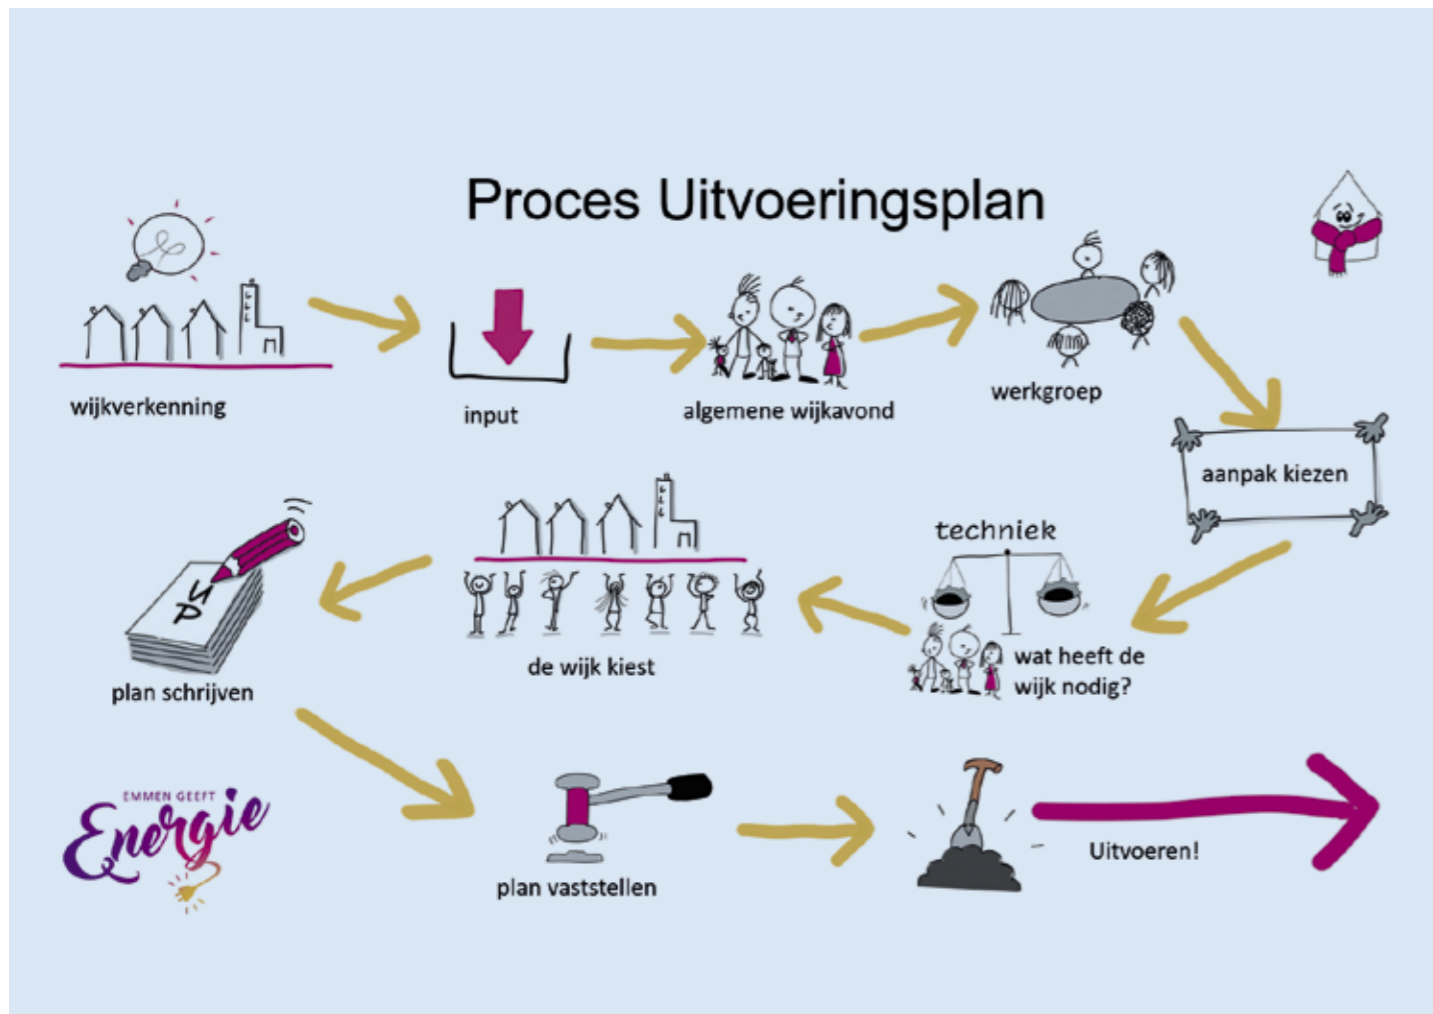 Proces Uitvoeringsplan
wijkverkenning
input
algemene wijkavond
werkgroep
aanpak kiezen
techniek
wat heeft de
wijk nodig?
de wijk kiest
UP
plan schrijven
EMMEN GEEFT
Energie
plan vaststellen
Uitvoeren!